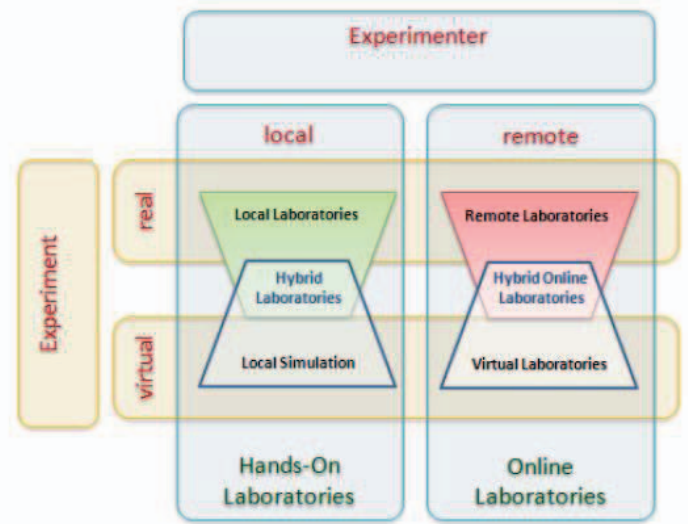 Experimenter
local
remote
Experiment
real
Local Laboratories
Remote Laboratories
Hybrid
Laboratories
Hybrid Online
Laboratories
virtual
Local Simulation
Virtual Laboratories
Hands-On
Laboratories
Online
Laboratories